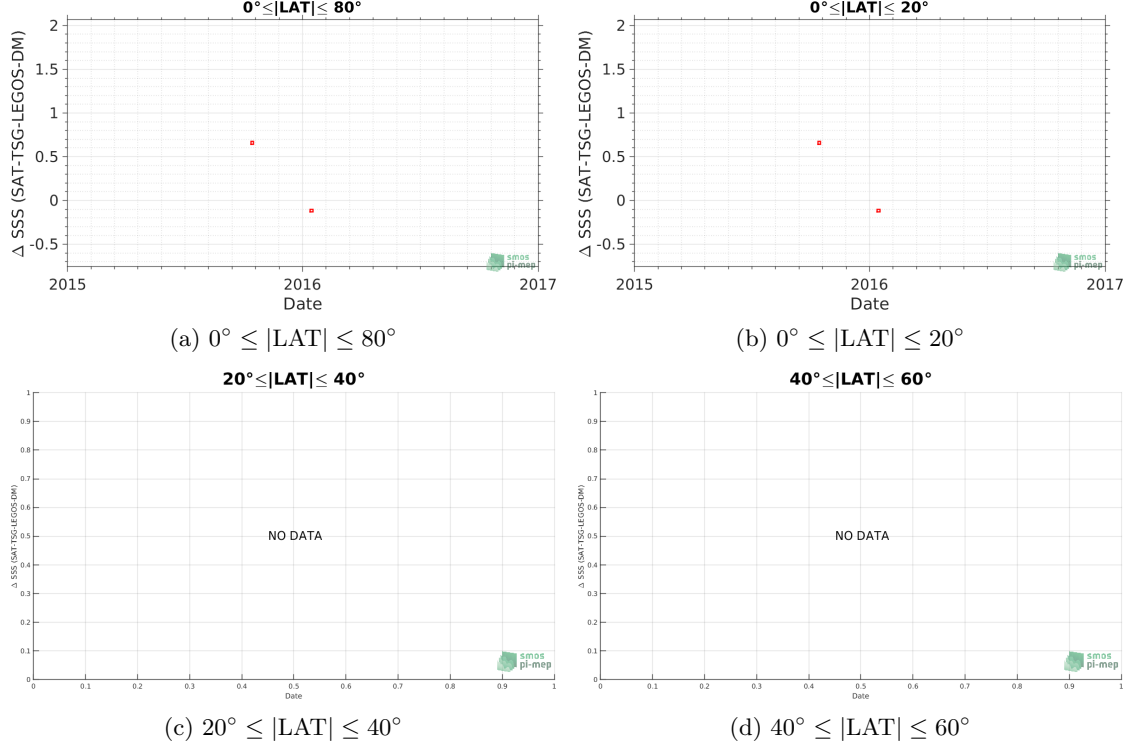 0°≤|LAT|≤ 80°
Δ SSS (SAT-TSG-LEGOS-DM)
2
1.5
1
0.5
0
-0.5
2015 2016 2017
Date
smos
pi-mep
(a) 0° ≤ |LAT| ≤ 80°
0°≤|LAT|≤ 20°
Δ SSS (SAT-TSG-LEGOS-DM)
2
1.5
1
0.5
0
-0.5
2015 2016 2017
Date
smos
pi-mep
(b) 0° ≤ |LAT| ≤ 20°
20°≤|LAT|≤ 40°
Δ SSS (SAT-TSG-LEGOS-DM)
1
0.9
0.8
0.7
0.6
0.5
0.4
0.3
0.2
0.1
0
NO DATA
0 0.1 0.2 0.3 0.4 0.5 0.6 0.7 0.8 0.9 1
Date
smos
pi-mep
(c) 20° ≤ |LAT| ≤ 40°
40°≤|LAT|≤ 60°
Δ SSS (SAT-TSG-LEGOS-DM)
1
0.9
0.8
0.7
0.6
0.5
0.4
0.3
0.2
0.1
0
NO DATA
0 0.1 0.2 0.3 0.4 0.5 0.6 0.7 0.8 0.9 1
Date
smos
pi-mep
(d) 40° ≤ |LAT| ≤ 60°